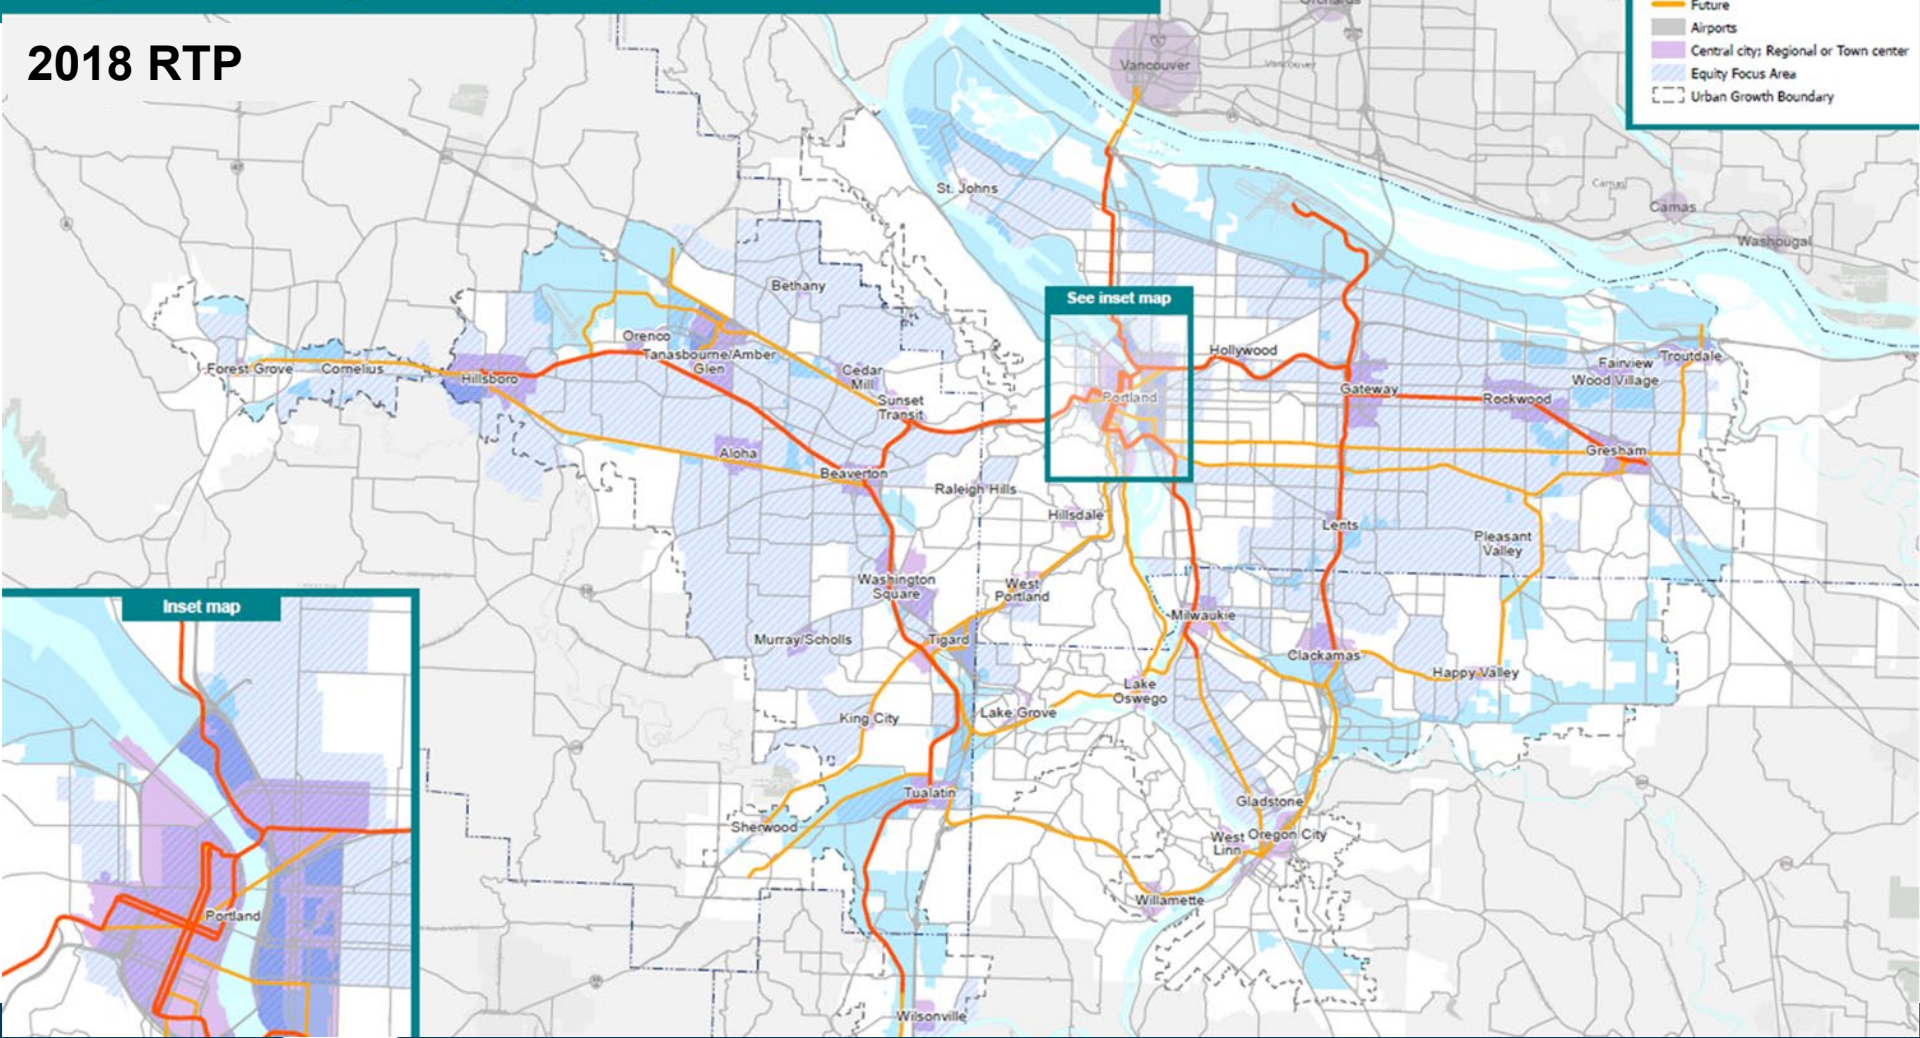 2018 RTP
Orchards
Future
Airports
Central city; Regional or Town center
Equity Focus Area
Urban Growth Boundary
Vancouver
Vancouver
Camas
Camas
Washougal
St. Johns
Bethany
See inset map
Orenco
Tanasbourne/Amber
Glen
Hollywood
Forest Grove
Cornelius
Hillsboro
Cedar
Mill
Sunset
Transit
Portland
Gateway
Rockwood
Fairview
Wood Village
Troutdale
Aloha
Beaverton
Raleigh Hills
Gresham
Hillsdale
Lents
Pleasant
Valley
Washington
Square
West
Portland
Milwaukie
Inset map
Murray/Scholls
Tigard
Clackamas
Happy Valley
Lake
Oswego
King City
Lake Grove
Tualatin
Sherwood
Gladstone
West
Linn
Oregon City
Willamette
Portland
Wilsonville